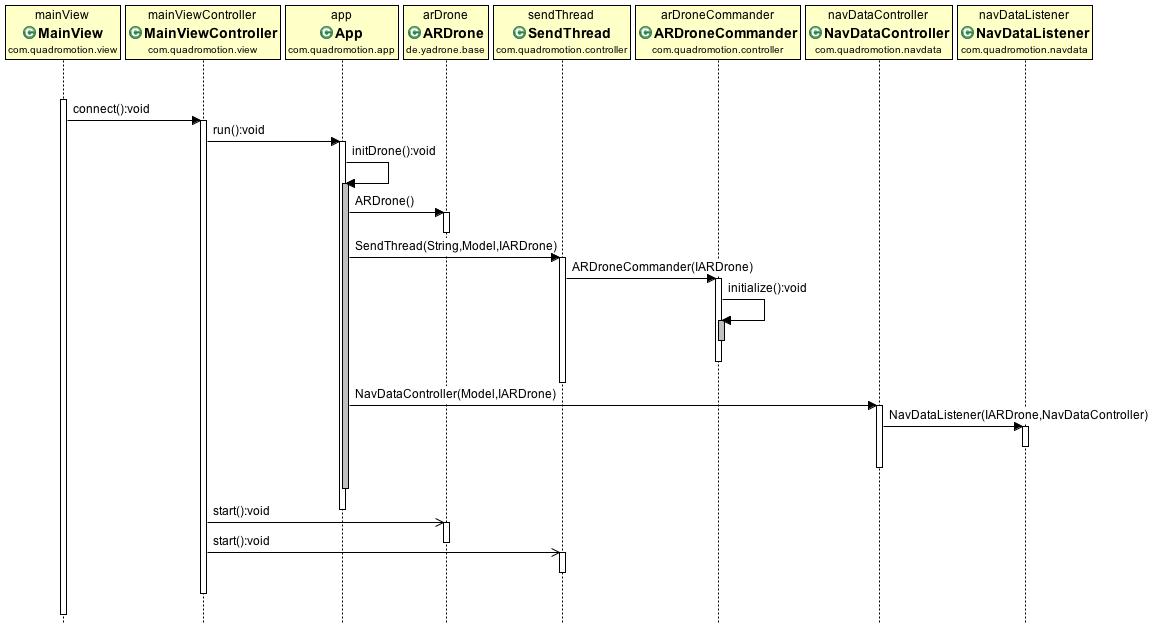 mainView
MainView
com.quadromotion.view
mainViewController
MainViewController
com.quadromotion.view
app
App
com.quadromotion.app
arDrone
ARDrone
de.yadrone.base
sendThread
SendThread
com.quadromotion.controller
arDroneCommander
ARDroneCommander
com.quadromotion.controller
navDataController
NavDataController
com.quadromotion.navdata
navDataListener
NavDataListener
com.quadromotion.navdata
connect():void
run():void
initDrone():void
ARDrone()
SendThread(String,Model,IARDrone)
ARDroneCommander(IARDrone)
initialize():void
NavDataController(Model,IARDrone)
NavDataListener(IARDrone,NavDataController)
start():void
start():void